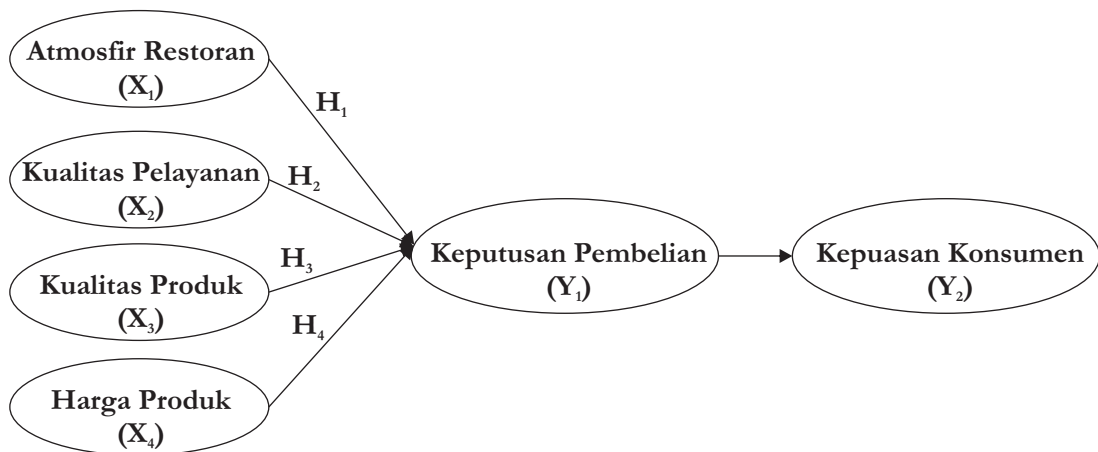 Atmosfir Restoran
(X₁)
H₁
Kualitas Pelayanan
(X₂)
H₂
Kualitas Produk
(X₃)
H₃
Harga Produk
(X₄)
H₄
Keputusan Pembelian
(Y₁)
Kepuasan Konsumen
(Y₂)